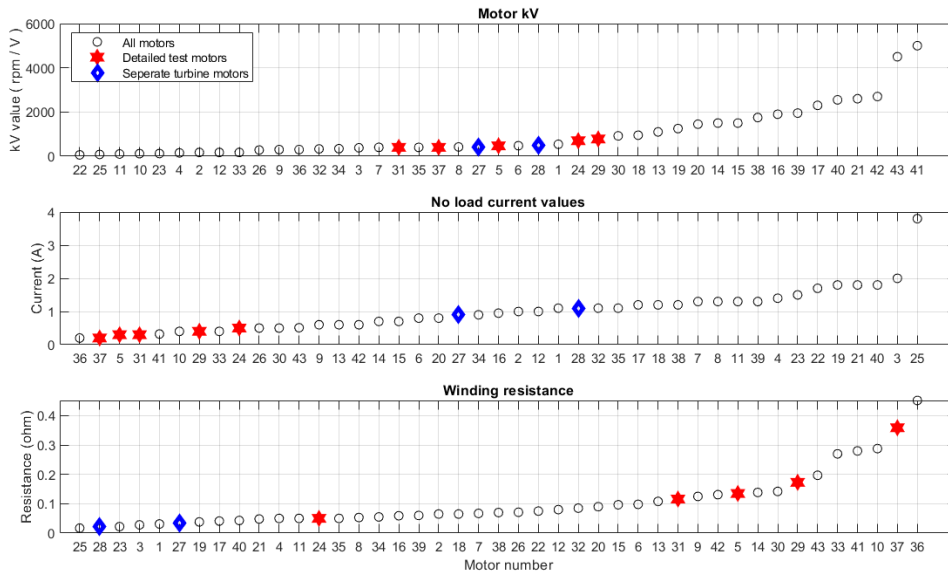 Motor kV
6000
4000
2000
0
kV value ( rpm / V )
All motors
Detailed test motors
Seperate turbine motors
22 25 11 10 23 4 2 12 13 33 26 9 36 32 34 3 7 31 35 37 8 27 5 6 28 1 24 29 30 18 13 19 20 14 15 38 16 39 17 40 21 42 43 41
No load current values
4
3
2
1
0
Current (A)
36 37 5 31 41 10 29 33 24 26 30 43 9 13 42 14 15 6 20 27 34 16 2 12 1 28 32 35 17 18 38 7 8 11 39 4 23 22 19 21 40 3 25
Winding resistance
0.4
0.3
0.2
0.1
0
Resistance (ohm)
25 28 23 3 1 27 19 17 40 21 4 11 24 35 8 34 16 39 2 18 7 38 26 22 12 32 20 15 6 13 31 9 42 5 14 30 29 43 33 41 10 37 36
Motor number